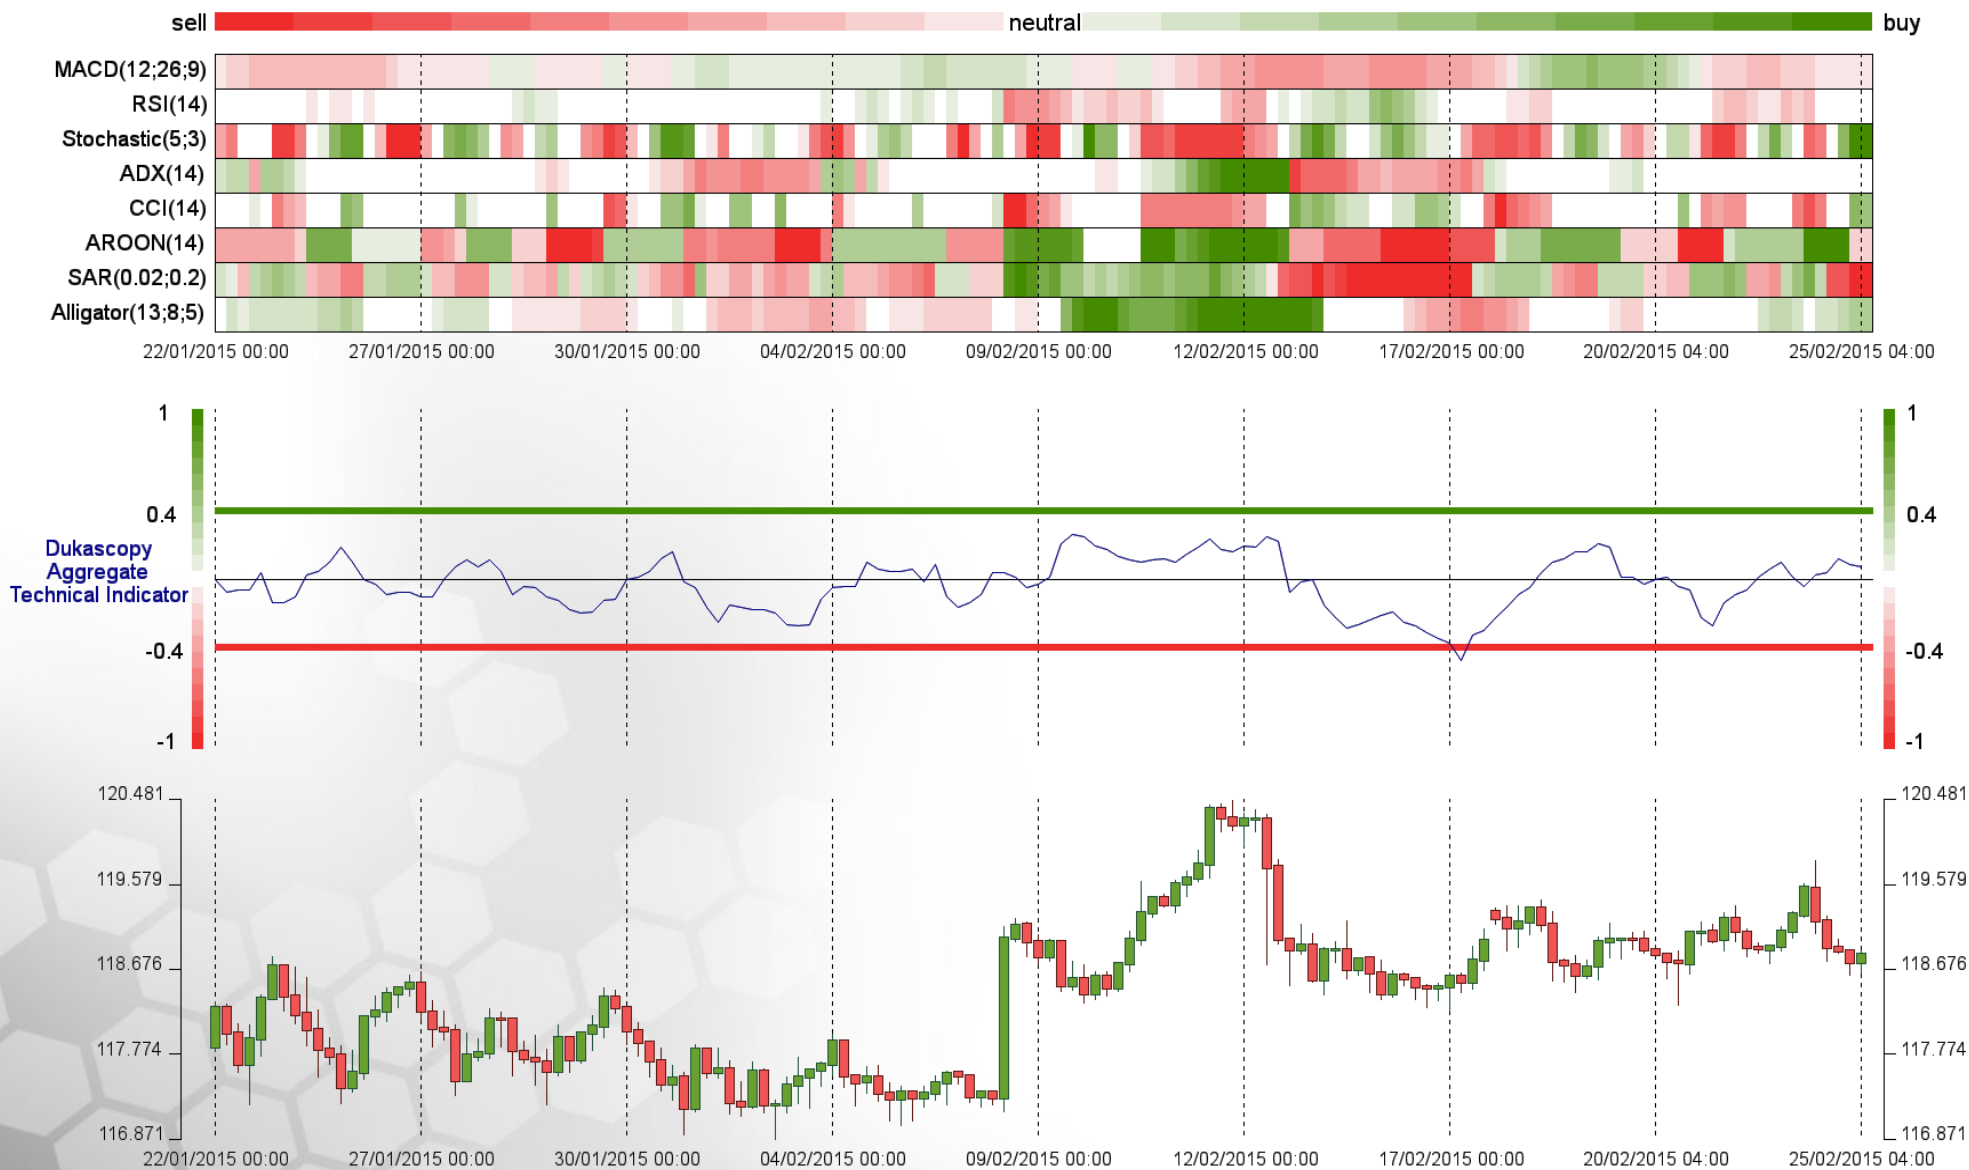 sell neutral buy
MACD(12;26;9)
RSI(14)
Stochastic(5;3)
ADX(14)
CCI(14)
AROON(14)
SAR(0.02;0.2)
Alligator(13;8;5)
22/01/2015 00:00 27/01/2015 00:00 30/01/2015 00:00 04/02/2015 00:00 09/02/2015 00:00 12/02/2015 00:00 17/02/2015 00:00 20/02/2015 04:00 25/02/2015 04:00
1 1
0.4 0.4
Dukascopy
Aggregate
Technical Indicator
-0.4 -0.4
-1 -1
120.481 120.481
119.579 119.579
118.676 118.676
117.774 117.774
116.871 116.871
22/01/2015 00:00 27/01/2015 00:00 30/01/2015 00:00 04/02/2015 00:00 09/02/2015 00:00 12/02/2015 00:00 17/02/2015 00:00 20/02/2015 04:00 25/02/2015 04:00